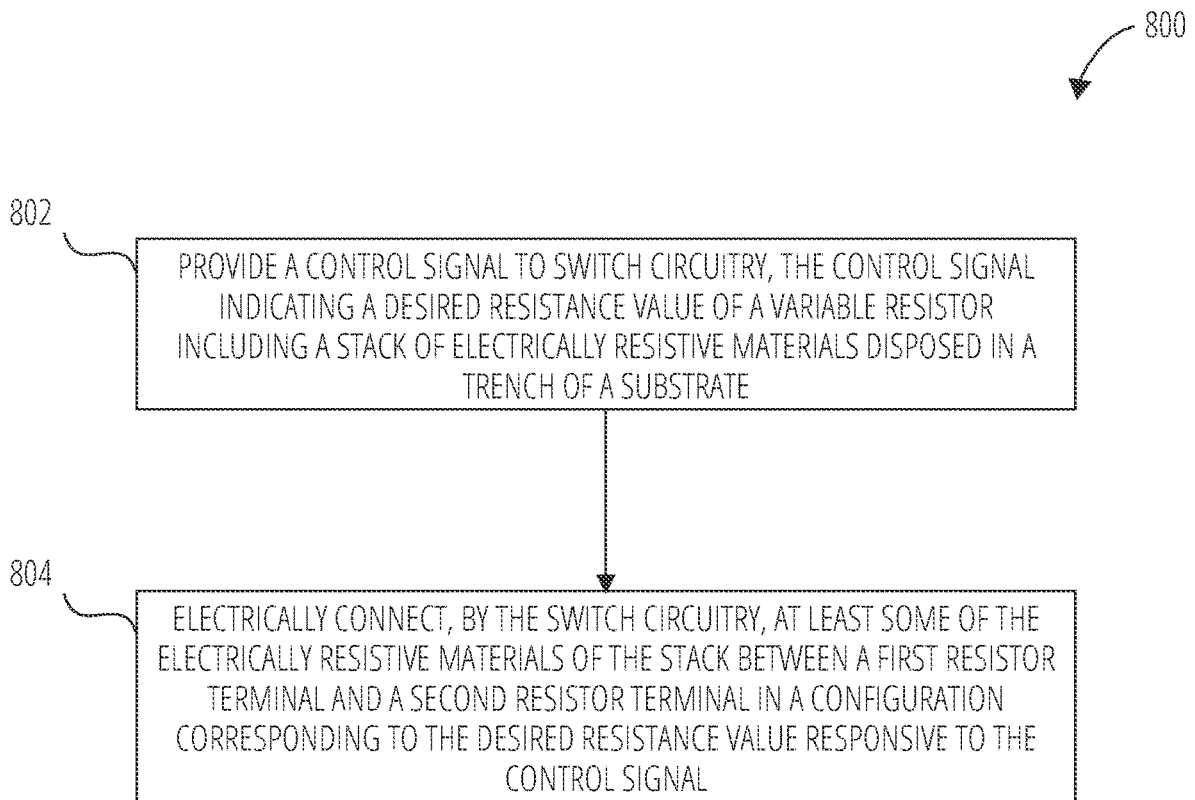 800
802
PROVIDE A CONTROL SIGNAL TO SWITCH CIRCUITRY, THE CONTROL SIGNAL
INDICATING A DESIRED RESISTANCE VALUE OF A VARIABLE RESISTOR
INCLUDING A STACK OF ELECTRICALLY RESISTIVE MATERIALS DISPOSED IN A
TRENCH OF A SUBSTRATE
804
ELECTRICALLY CONNECT, BY THE SWITCH CIRCUITRY, AT LEAST SOME OF THE
ELECTRICALLY RESISTIVE MATERIALS OF THE STACK BETWEEN A FIRST RESISTOR
TERMINAL AND A SECOND RESISTOR TERMINAL IN A CONFIGURATION
CORRESPONDING TO THE DESIRED RESISTANCE VALUE RESPONSIVE TO THE
CONTROL SIGNAL